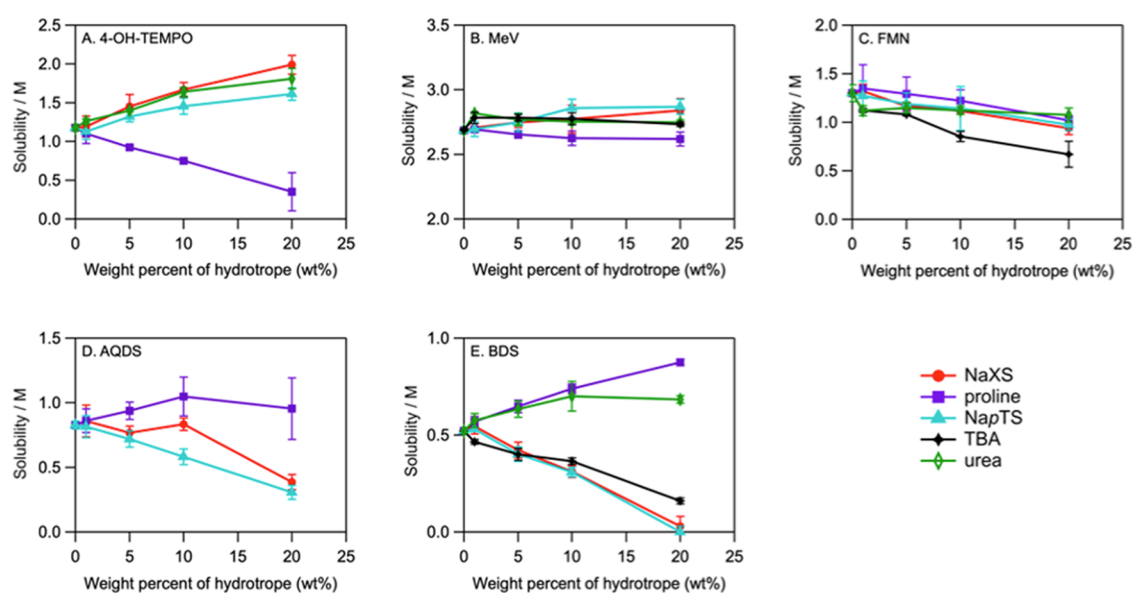 A. 4-OH-TEMPO
2.5
2.0
1.5
1.0
0.5
0.0
Solubility / M
0 5 10 15 20 25
Weight percent of hydrotrope (wt%)
B. MeV
3.5
3.0
2.5
2.0
Solubility / M
0 5 10 15 20 25
Weight percent of hydrotrope (wt%)
C. FMN
2.0
1.5
1.0
0.5
0.0
Solubility / M
0 5 10 15 20 25
Weight percent of hydrotrope (wt%)
D. AQDS
1.5
1.0
0.5
0.0
Solubility / M
0 5 10 15 20 25
Weight percent of hydrotrope (wt%)
E. BDS
1.0
0.5
0.0
Solubility / M
0 5 10 15 20 25
Weight percent of hydrotrope (wt%)
NaXS
proline
NapTS
TBA
urea